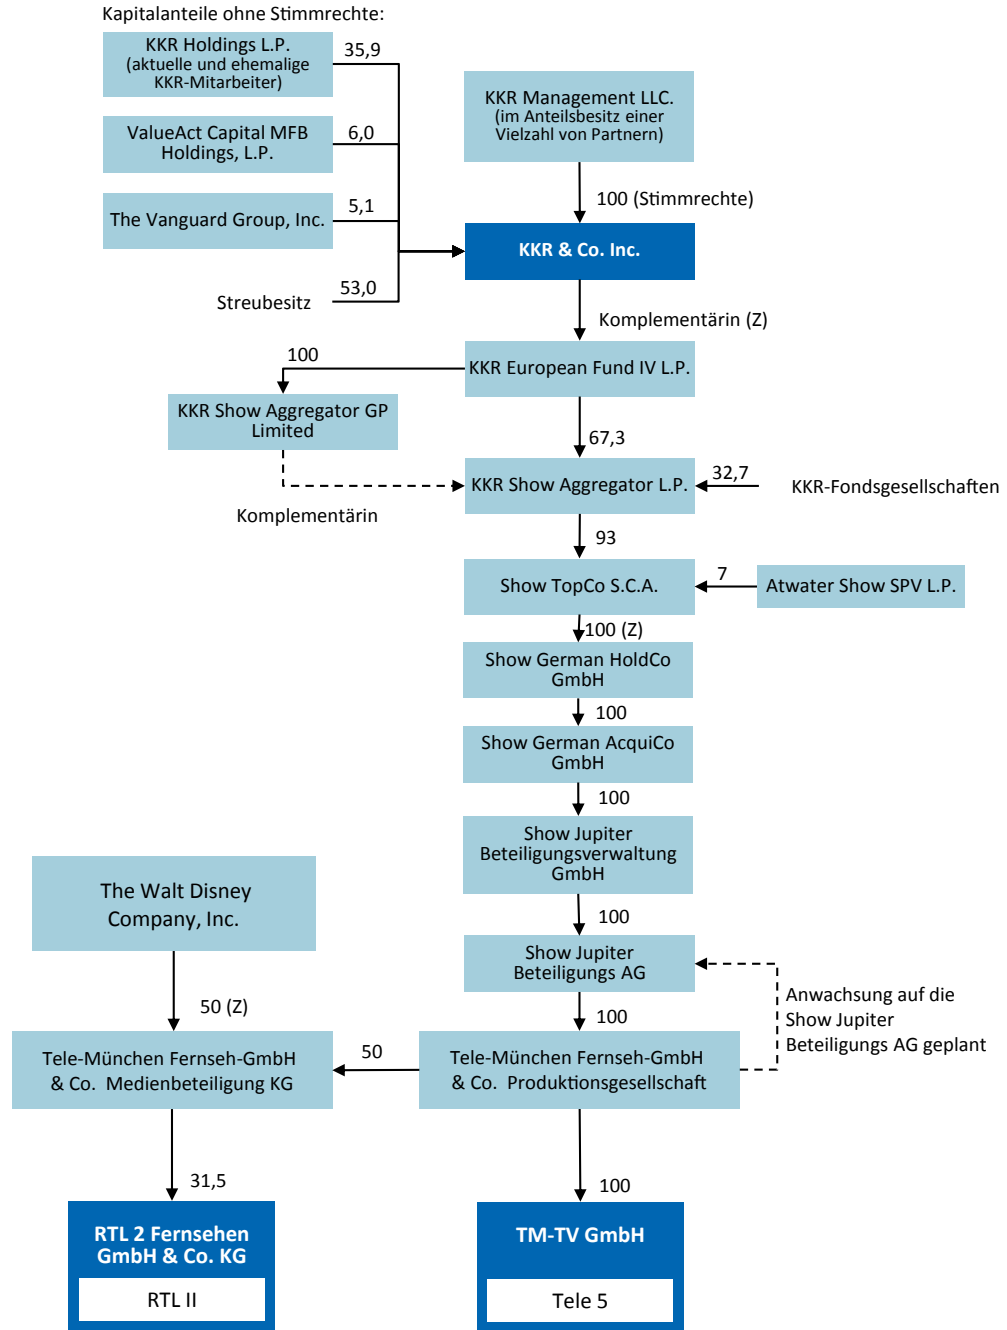 Kapitalanteile ohne Stimmrechte:
KKR Holdings L.P.
(aktuelle und ehemalige
KKR-Mitarbeiter)
35,9
KKR Management LLC.
(im Anteilsbesitz einer
Vielzahl von Partnern)
ValueAct Capital MFB
Holdings, L.P.
6,0
100 (Stimmrechte)
The Vanguard Group, Inc.
5,1
KKR & Co. Inc.
Streubesitz
53,0
Komplementärin (Z)
100
KKR European Fund IV L.P.
KKR Show Aggregator GP
Limited
67,3
KKR Show Aggregator L.P.
32,7
KKR-Fondsgesellschaften
Komplementärin
93
Show TopCo S.C.A.
7
Atwater Show SPV L.P.
100 (Z)
Show German HoldCo
GmbH
100
Show German AcquiCo
GmbH
100
Show Jupiter
Beteiligungsverwaltung
GmbH
The Walt Disney
Company, Inc.
100
Show Jupiter
Beteiligungs AG
50 (Z)
100
Anwachsung auf die
Show Jupiter
Beteiligungs AG geplant
Tele-München Fernseh-GmbH
& Co. Medienbeteiligung KG
50
Tele-München Fernseh-GmbH
& Co. Produktionsgesellschaft
31,5
100
RTL 2 Fernsehen
GmbH & Co. KG
RTL II
TM-TV GmbH
Tele 5